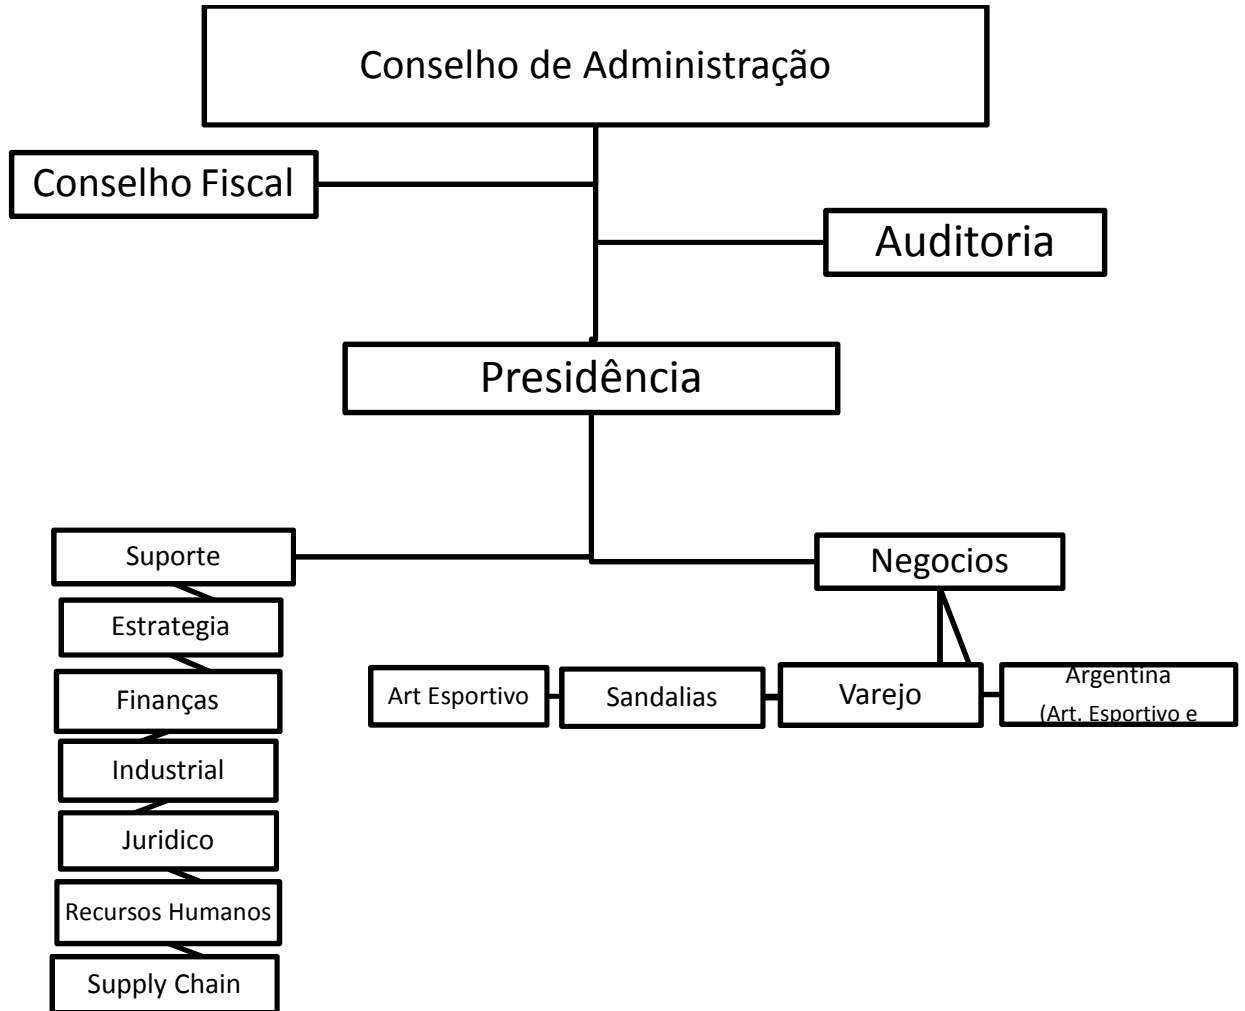 Conselho de Administração
Conselho Fiscal
Auditoria
Presidência
Suporte
Negocios
Estrategia
Finanças
Industrial
Juridico
Recursos Humanos
Supply Chain
Art Esportivo
Sandalias
Varejo
Argentina
(Art. Esportivo e